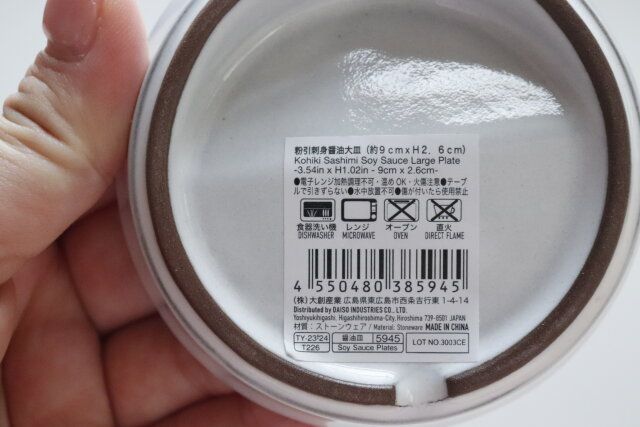 粉引刺身醤油大皿 (約9cmxH2.6cm)
Kohiki Sashimi Soy Sauce Large Plate
-3.54in x H1.02in - 9cm x 2.6cm-
●電子レンジ加熱調理不可・温めOK・火傷注意●テーブ
ルで引きずらない●水中放置不可●傷が付いたら使用禁止
食器洗い機 レンジ オーブン 直火
DISHWASHER MICROWAVE OVEN DIRECT FLAME
4 550480 385945
(株)大創産業 広島県東広島市西条吉行東1-4-14
Distributed by DAISO INDUSTRIES CO., LTD.
Yoshiyukihigashi, Higashihiroshima-City, Hiroshima 739-8501 JAPAN
材質:ストーンウェア / Material: Stoneware MADE IN CHINA
TY-23ｱ24 醤油皿 5945 LOT NO.3003CE
T226 Soy Sauce Plates